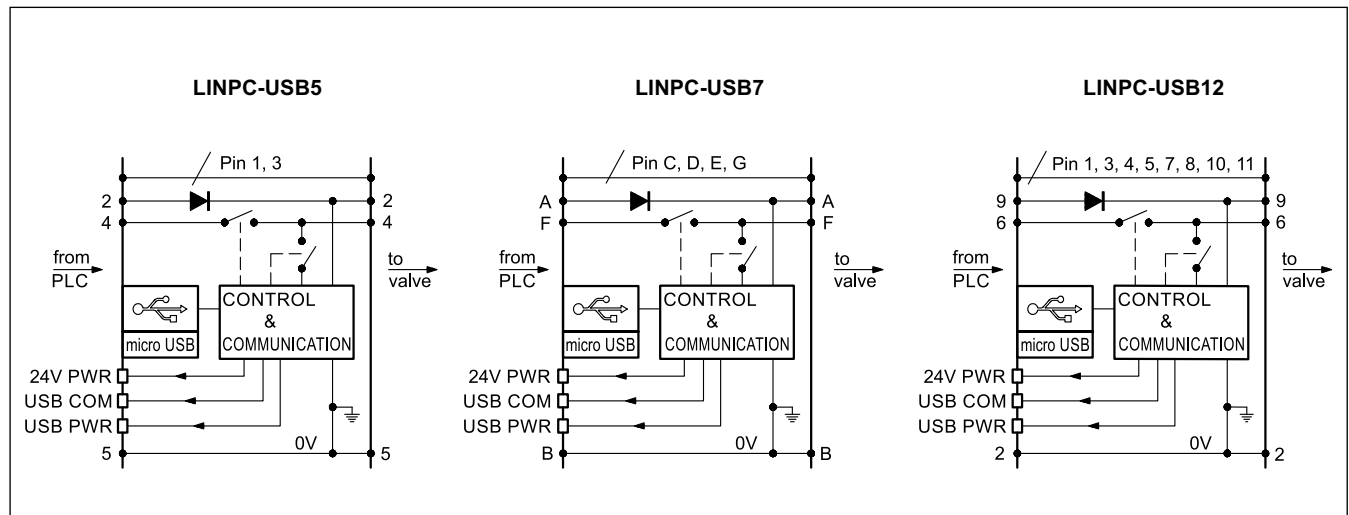 LINPC-USB5
Pin 1, 3
2
2
4
4
from
PLC
to
valve
CONTROL
&
COMMUNICATION
micro USB
24V PWR
USB COM
USB PWR
0V
5
5
LINPC-USB7
Pin C, D, E, G
A
A
F
F
from
PLC
to
valve
CONTROL
&
COMMUNICATION
micro USB
24V PWR
USB COM
USB PWR
0V
B
B
LINPC-USB12
Pin 1, 3, 4, 5, 7, 8, 10, 11
9
9
6
6
from
PLC
to
valve
CONTROL
&
COMMUNICATION
micro USB
24V PWR
USB COM
USB PWR
0V
2
2